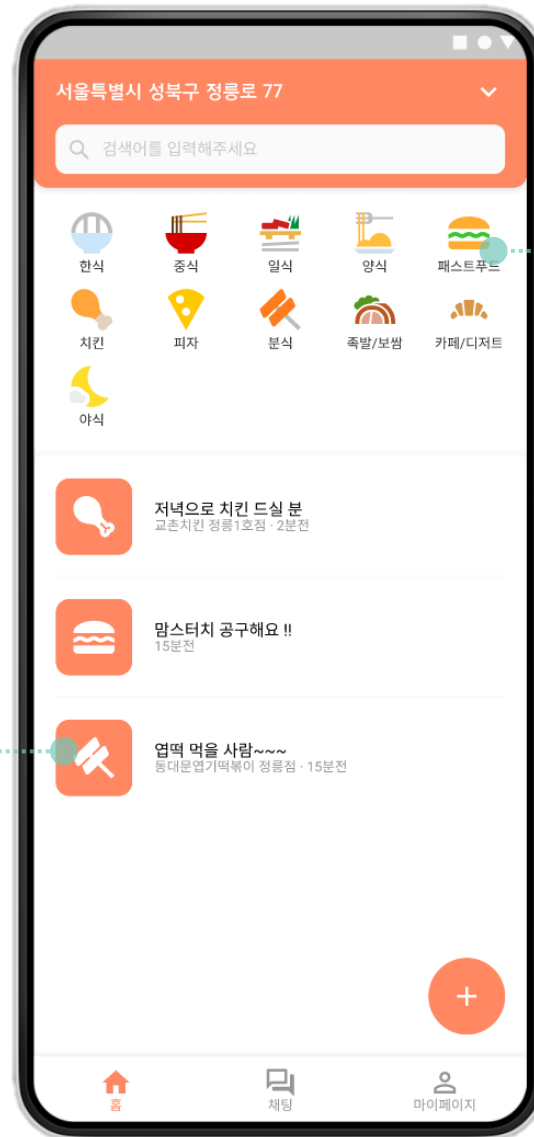 서울특별시 성북구 정릉로 77
검색어를 입력해주세요
한식 중식 일식 양식 패스트푸드
치킨 피자 분식 족발/보쌈 카페/디저트
야식
저녁으로 치킨 드실 분
교촌치킨 정릉1호점 · 2분전
맘스터치 공구해요 !!
15분전
엽떡 먹을 사람~~~
동대문엽기떡볶이 정릉점 · 15분전
홈 채팅 마이페이지